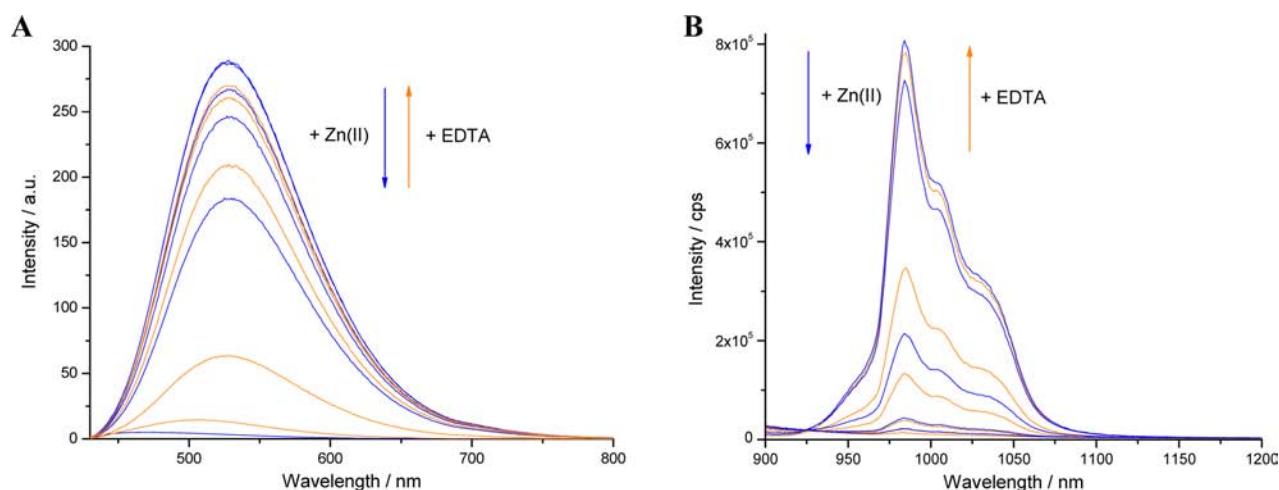 A
300
250
200
150
100
50
0
Intensity / a.u.
+ Zn(II)
+ EDTA
500
600
700
800
Wavelength / nm
B
8x10⁵
6x10⁵
4x10⁵
2x10⁵
0
Intensity / cps
+ Zn(II)
+ EDTA
900
950
1000
1050
1100
1150
1200
Wavelength / nm